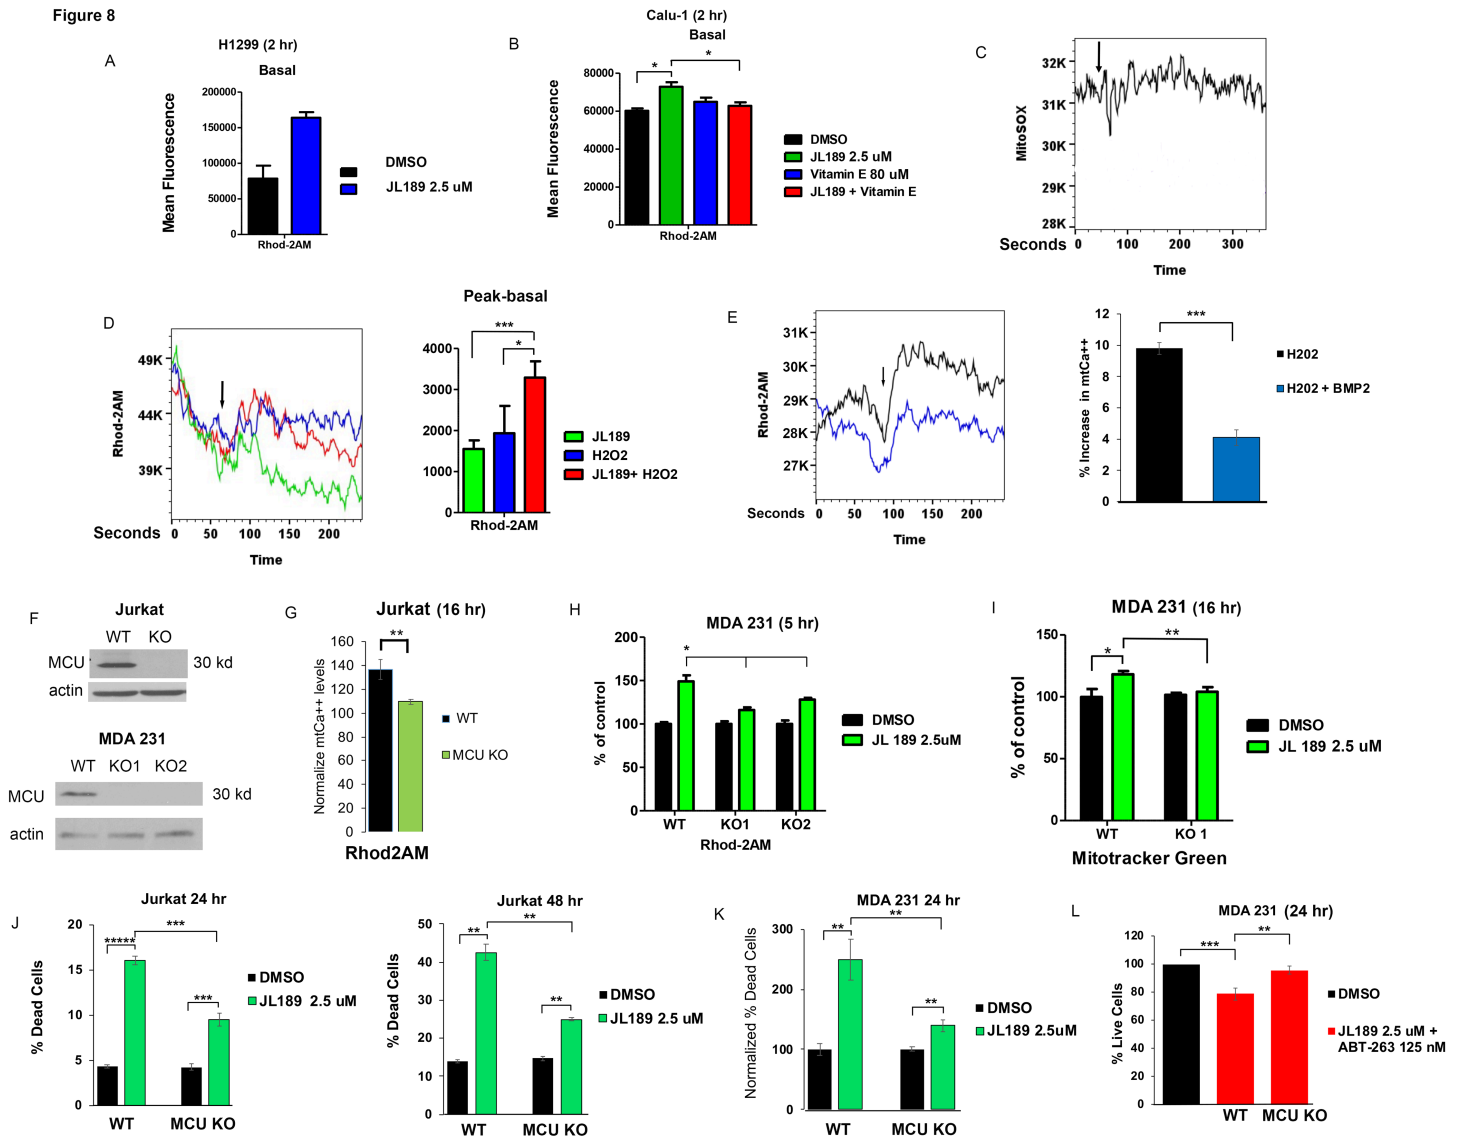 Figure 8
A
H1299 (2 hr)
Basal
Mean Fluorescence
200000
150000
100000
50000
0
Rhod-2AM
DMSO
JL189 2.5 uM
B
Calu-1 (2 hr)
Basal
Mean Fluorescence
80000
60000
40000
20000
0
*
*
Rhod-2AM
DMSO
JL189 2.5 uM
Vitamin E 80 uM
JL189 + Vitamin E
C
MitoSOX
32K
31K
30K
29K
28K
Seconds 0 100 200 300
Time
D
Rhod-2AM
49K
44K
39K
Seconds 0 50 100 150 200
Time
Peak-basal
***
*
4000
3000
2000
1000
0
Rhod-2AM
JL189
H2O2
JL189+ H2O2
E
Rhod-2AM
31K
30K
29K
28K
27K
Seconds 0 50 100 150 200
Time
% Increase in mtCa++
12
10
8
6
4
2
0
***
H202
H202 + BMP2
F
Jurkat
WT KO
MCU 30 kd
actin
MDA 231
WT KO1 KO2
MCU 30 kd
actin
G
Jurkat (16 hr)
Normalize mtCa++ levels
160
140
120
100
80
60
40
20
0
**
Rhod2AM
WT
MCU KO
H
MDA 231 (5 hr)
% of control
200
150
100
50
0
*
WT KO1 KO2
Rhod-2AM
DMSO
JL 189 2.5uM
I
MDA 231 (16 hr)
% of control
150
100
50
0
*
**
WT KO 1
Mitotracker Green
DMSO
JL 189 2.5 uM
J
Jurkat 24 hr
% Dead Cells
20
15
10
5
0
*****
***
***
WT MCU KO
DMSO
JL189 2.5 uM
Jurkat 48 hr
% Dead Cells
50
40
30
20
10
0
**
**
**
WT MCU KO
DMSO
JL189 2.5 uM
K
MDA 231 24 hr
Normalized % Dead Cells
300
200
100
0
**
**
**
WT MCU KO
DMSO
JL189 2.5uM
L
MDA 231 (24 hr)
% Live Cells
120
100
80
60
40
20
0
***
**
WT MCU KO
DMSO
JL189 2.5 uM +
ABT-263 125 nM